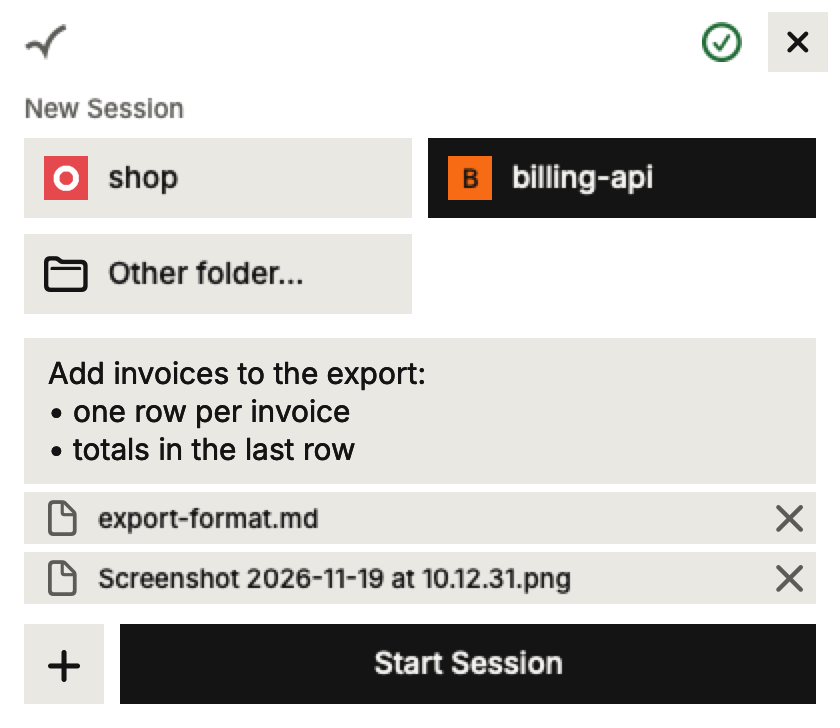 New Session
shop
B billing-api
Other folder...
Add invoices to the export:
• one row per invoice
• totals in the last row
export-format.md
Screenshot 2026-11-19 at 10.12.31.png
Start Session